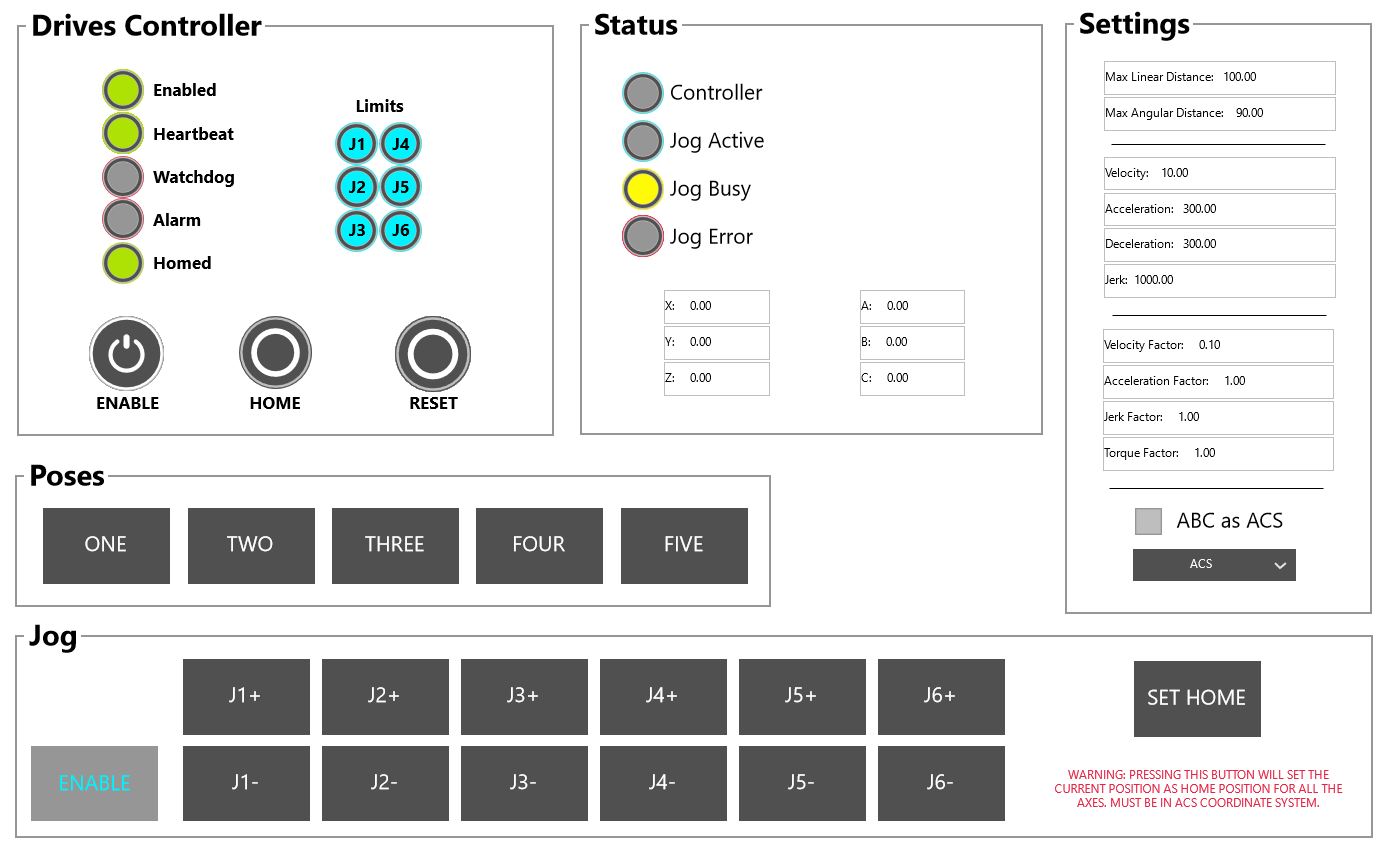 Drives Controller
Enabled
Heartbeat
Watchdog
Alarm
Homed
Limits
J1 J4
J2 J5
J3 J6
ENABLE HOME RESET
Status
Controller
Jog Active
Jog Busy
Jog Error
X: 0.00 A: 0.00
Y: 0.00 B: 0.00
Z: 0.00 C: 0.00
Settings
Max Linear Distance: 100.00
Max Angular Distance: 90.00
Velocity: 10.00
Acceleration: 300.00
Deceleration: 300.00
Jerk: 1000.00
Velocity Factor: 0.10
Acceleration Factor: 1.00
Jerk Factor: 1.00
Torque Factor: 1.00
ABC as ACS
ACS
Poses
ONE TWO THREE FOUR FIVE
Jog
J1+ J2+ J3+ J4+ J5+ J6+
ENABLE J1- J2- J3- J4- J5- J6-
SET HOME
WARNING: PRESSING THIS BUTTON WILL SET THE
CURRENT POSITION AS HOME POSITION FOR ALL THE
AXES. MUST BE IN ACS COORDINATE SYSTEM.